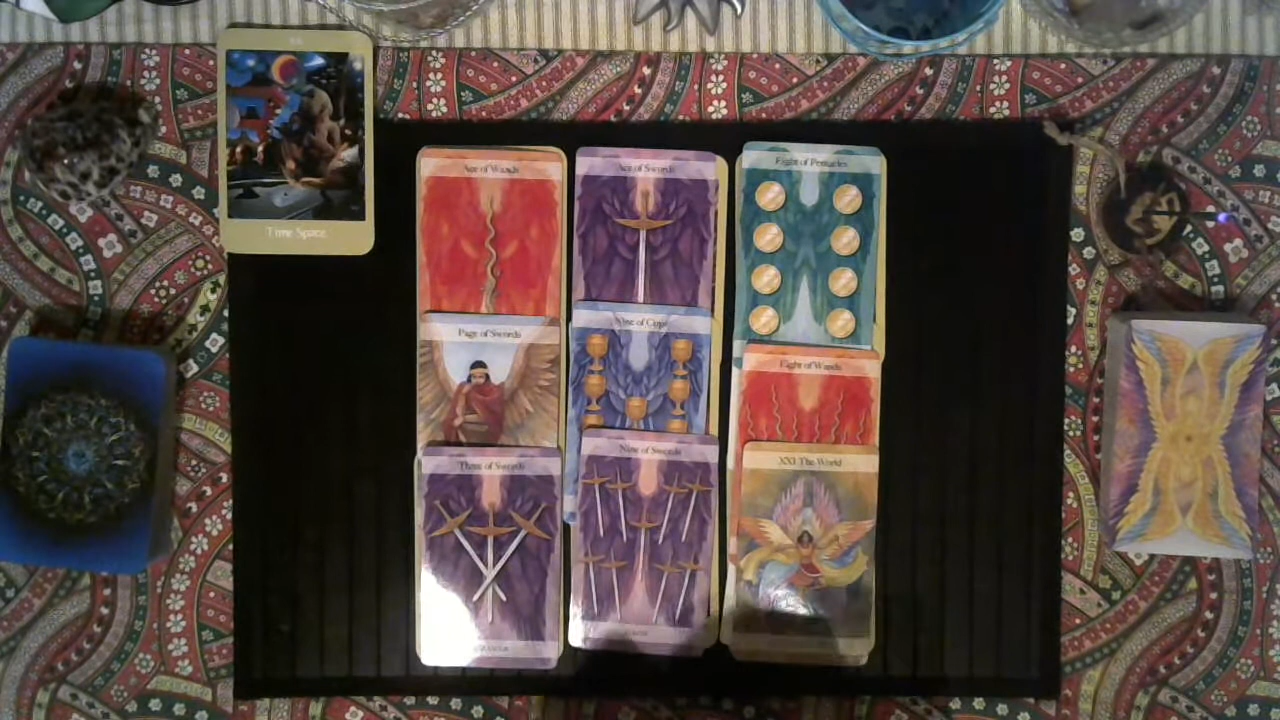 Time Space
Ace of Wands
Ace of Swords
Eight of Pentacles
Page of Swords
Nine of Cups
Eight of Wands
Three of Swords
Nine of Swords
XXI The World